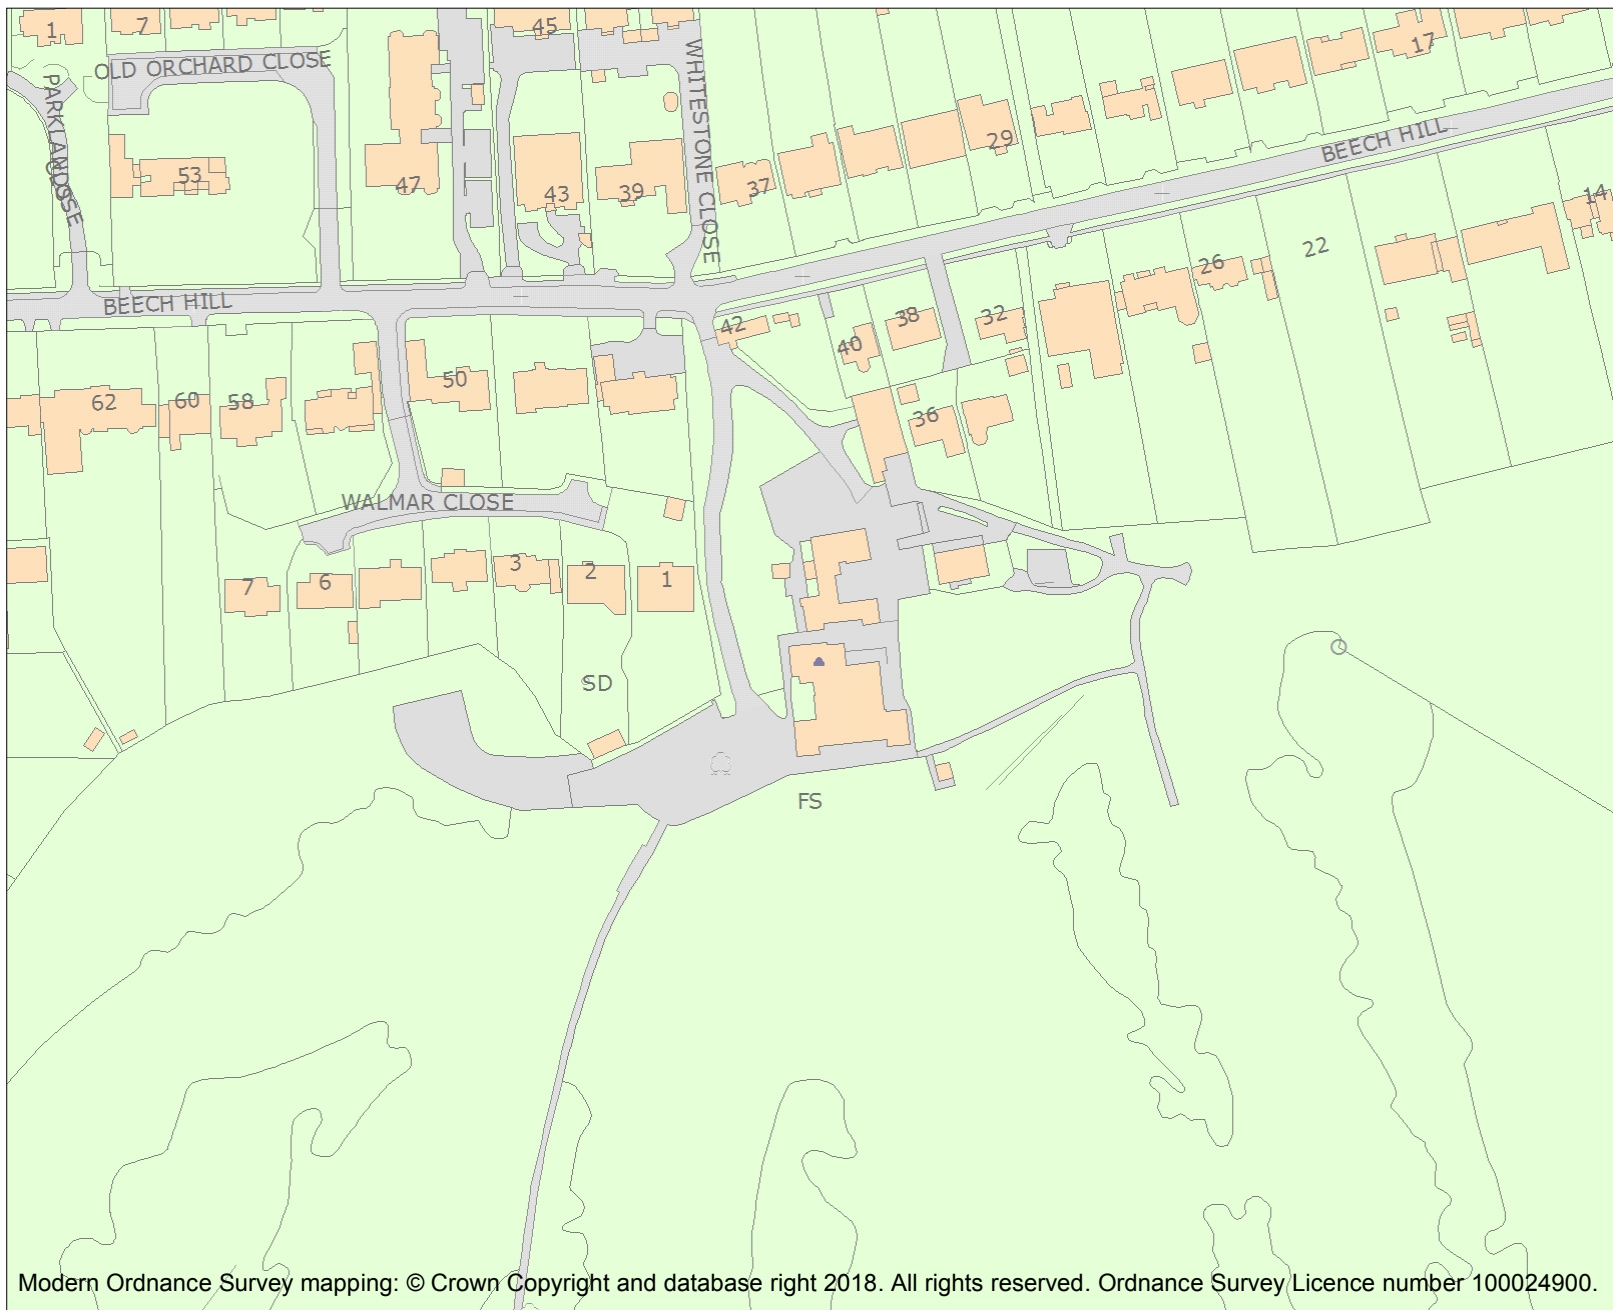 1
7
45
17
OLD ORCHARD CLOSE
PARKLANDS
CLOSE
WHITESTONE CLOSE
29
BEECH HILL
53
47
43
39
37
14
22
26
BEECH HILL
42
40
38
32
62
60
58
50
36
WALMAR CLOSE
7
6
3
2
1
SD
FS
Modern Ordnance Survey mapping: © Crown Copyright and database right 2018. All rights reserved. Ordnance Survey Licence number 100024900.